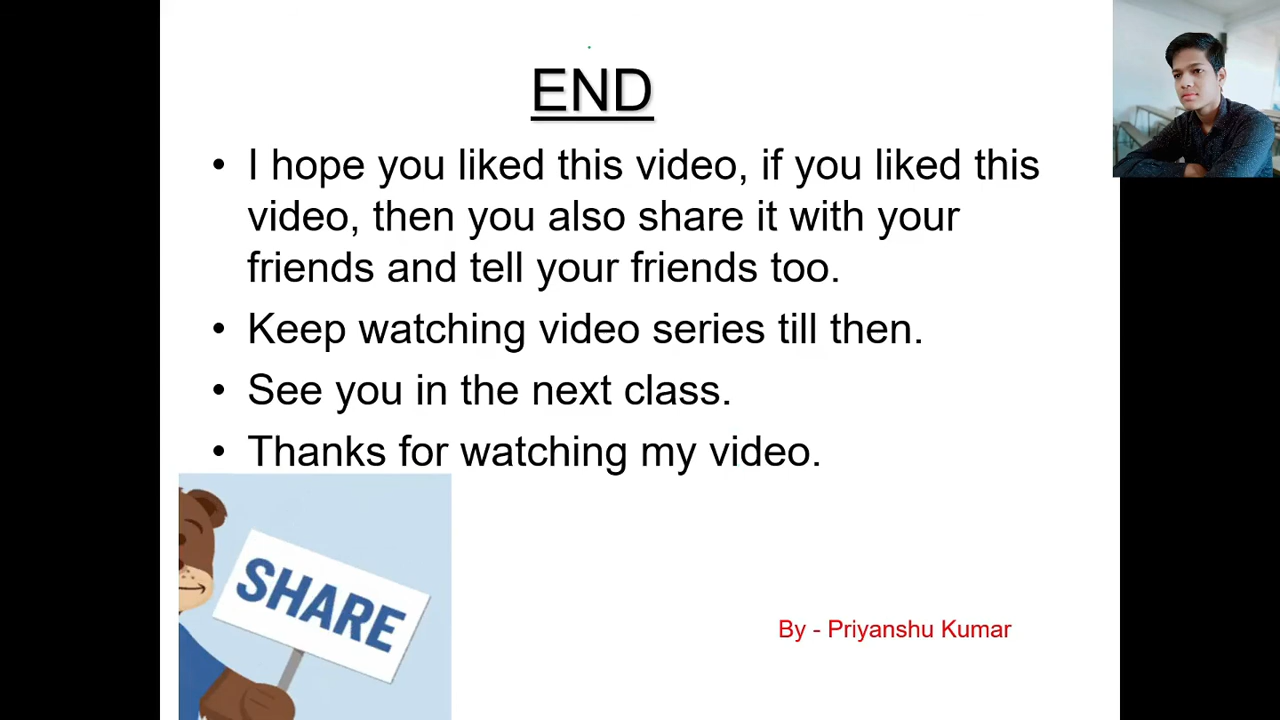 END
• I hope you liked this video, if you liked this
video, then you also share it with your
friends and tell your friends too.
• Keep watching video series till then.
• See you in the next class.
• Thanks for watching my video.
SHARE
By - Priyanshu Kumar